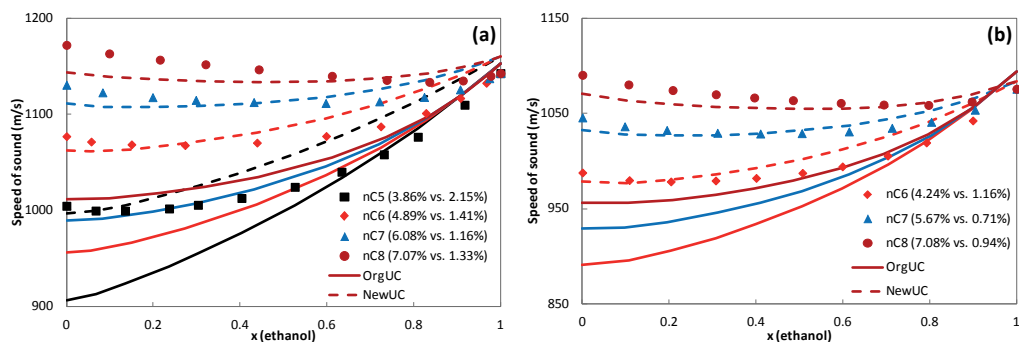 (a)
1200
1100
1000
900
Speed of sound (m/s)
nC5 (3.86% vs. 2.15%)
nC6 (4.89% vs. 1.41%)
nC7 (6.08% vs. 1.16%)
nC8 (7.07% vs. 1.33%)
OrgUC
NewUC
0 0.2 0.4 0.6 0.8 1
x (ethanol)
(b)
1150
1050
950
850
Speed of sound (m/s)
nC6 (4.24% vs. 1.16%)
nC7 (5.67% vs. 0.71%)
nC8 (7.08% vs. 0.94%)
OrgUC
NewUC
0 0.2 0.4 0.6 0.8 1
x (ethanol)